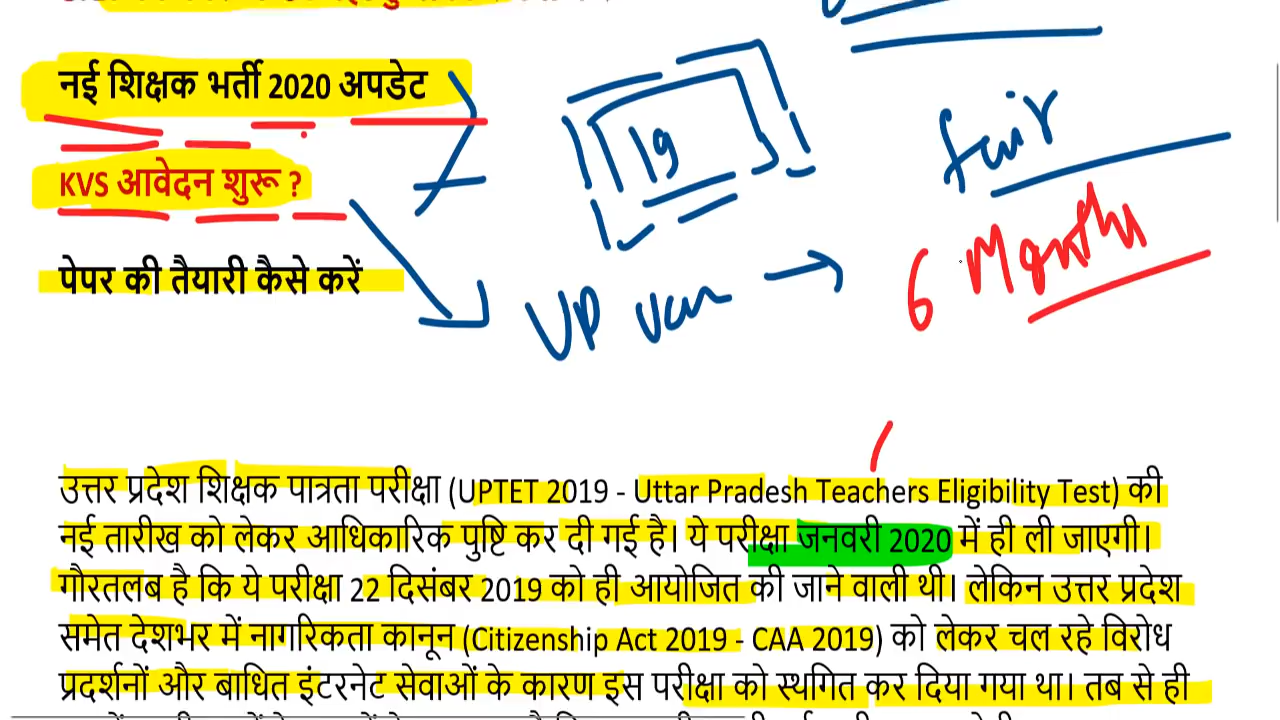 नई शिक्षक भर्ती 2020 अपडेट
19
fair
KVS आवेदन शुरू ?
6 Months
पेपर की तैयारी कैसे करें
UP
उत्तर प्रदेश शिक्षक पात्रता परीक्षा (UPTET 2019 - Uttar Pradesh Teachers Eligibility Test) की
नई तारीख को लेकर आधिकारिक पुष्टि कर दी गई है। ये परीक्षा जनवरी 2020 में ही ली जाएगी।
गौरतलब है कि ये परीक्षा 22 दिसंबर 2019 को ही आयोजित की जाने वाली थी। लेकिन उत्तर प्रदेश
समेत देशभर में नागरिकता कानून (Citizenship Act 2019 - CAA 2019) को लेकर चल रहे विरोध
प्रदर्शनों और बाधित इंटरनेट सेवाओं के कारण इस परीक्षा को स्थगित कर दिया गया था। तब से ही